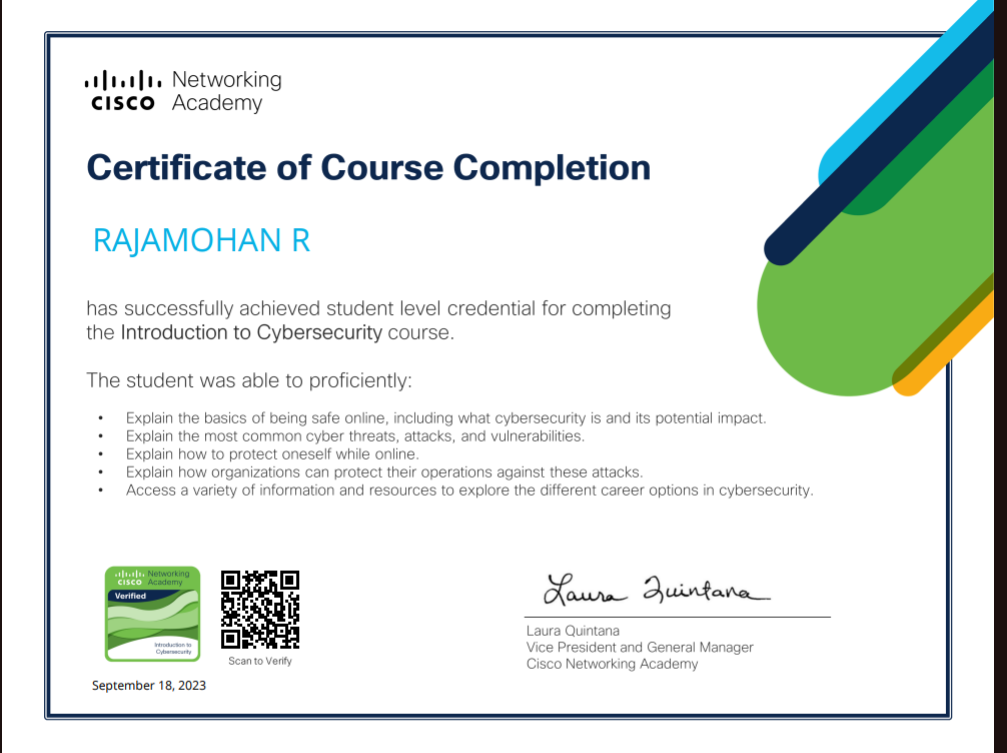 Networking
CISCO Academy
Certificate of Course Completion
RAJAMOHAN R
has successfully achieved student level credential for completing
the Introduction to Cybersecurity course.
The student was able to proficiently:
• Explain the basics of being safe online, including what cybersecurity is and its potential impact.
• Explain the most common cyber threats, attacks, and vulnerabilities.
• Explain how to protect oneself while online.
• Explain how organizations can protect their operations against these attacks.
• Access a variety of information and resources to explore the different career options in cybersecurity.
Networking
CISCO Academy
Verified
Introduction to
Cybersecurity
Scan to Verify
September 18, 2023
Laura Quintana
Laura Quintana
Vice President and General Manager
Cisco Networking Academy